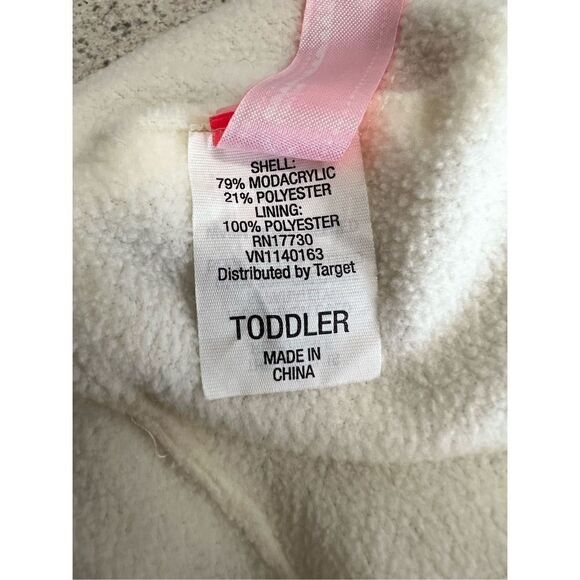 SHELL:
79% MODACRYLIC
21% POLYESTER
LINING:
100% POLYESTER
RN17730
VN1140163
Distributed by Target
TODDLER
MADE IN
CHINA